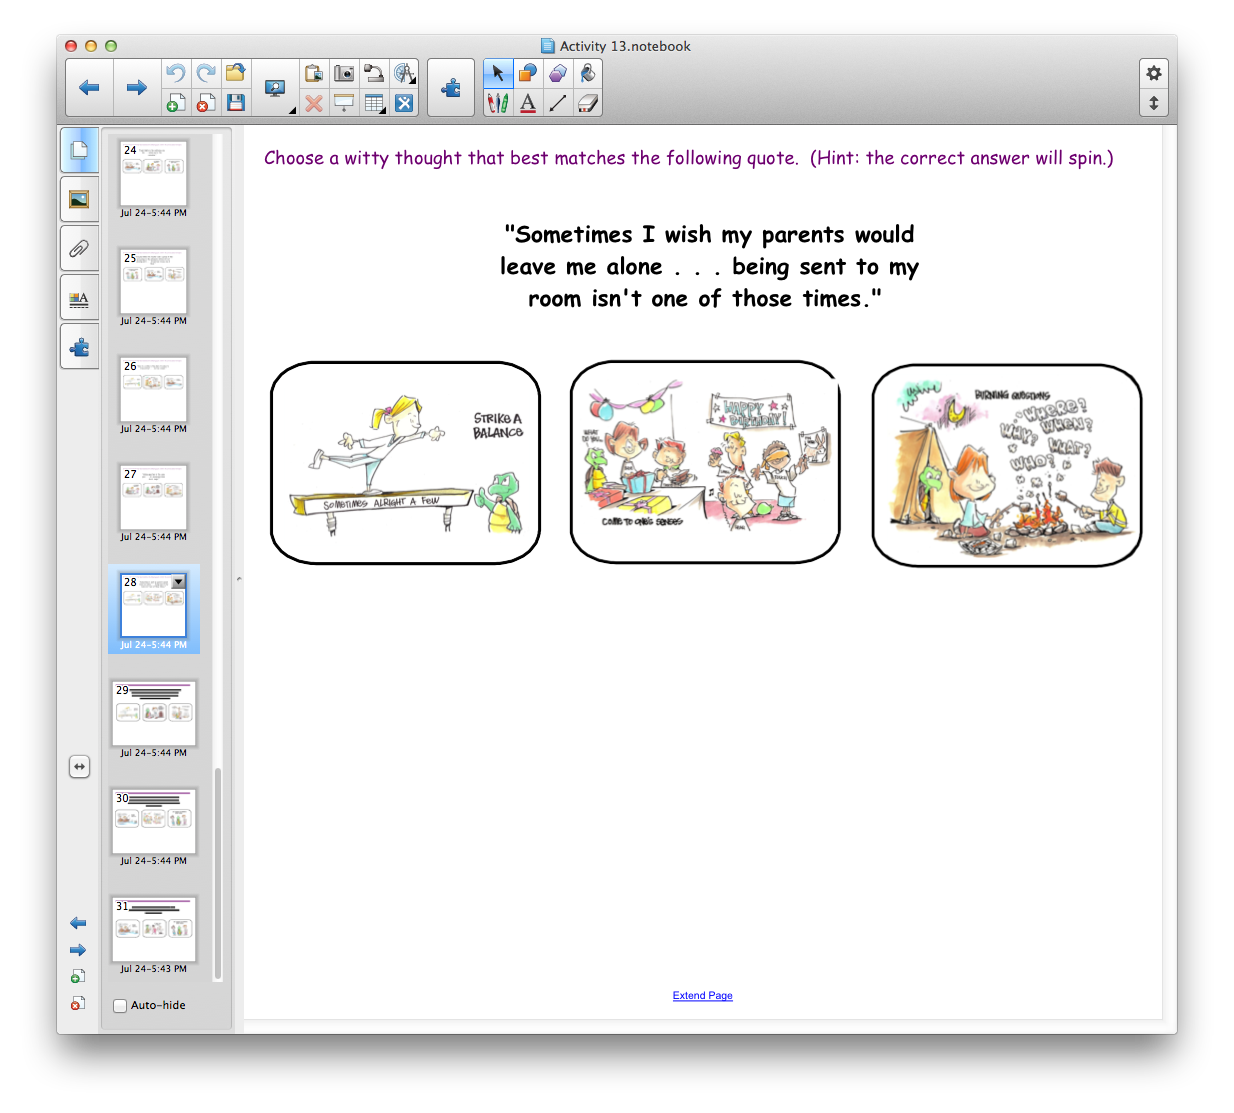 Activity 13.notebook
24
Jul 24-5:44 PM
25
Jul 24-5:44 PM
26
Jul 24-5:44 PM
27
Jul 24-5:44 PM
28
Jul 24-5:44 PM
29
Jul 24-5:44 PM
30
Jul 24-5:44 PM
31
Jul 24-5:43 PM
Auto-hide
Choose a witty thought that best matches the following quote. (Hint: the correct answer will spin.)
"Sometimes I wish my parents would
leave me alone . . . being sent to my
room isn't one of those times."
STRIKE A
BALANCE
SOMETIMES ALRIGHT A FEW
HAPPY
BIRTHDAY!
WHAT
DO YOU..
COME TO ONE'S SENSES
BURNING QUESTIONS
WHERE?
WHEN?
WHY?
WHAT?
WHO?
Extend Page